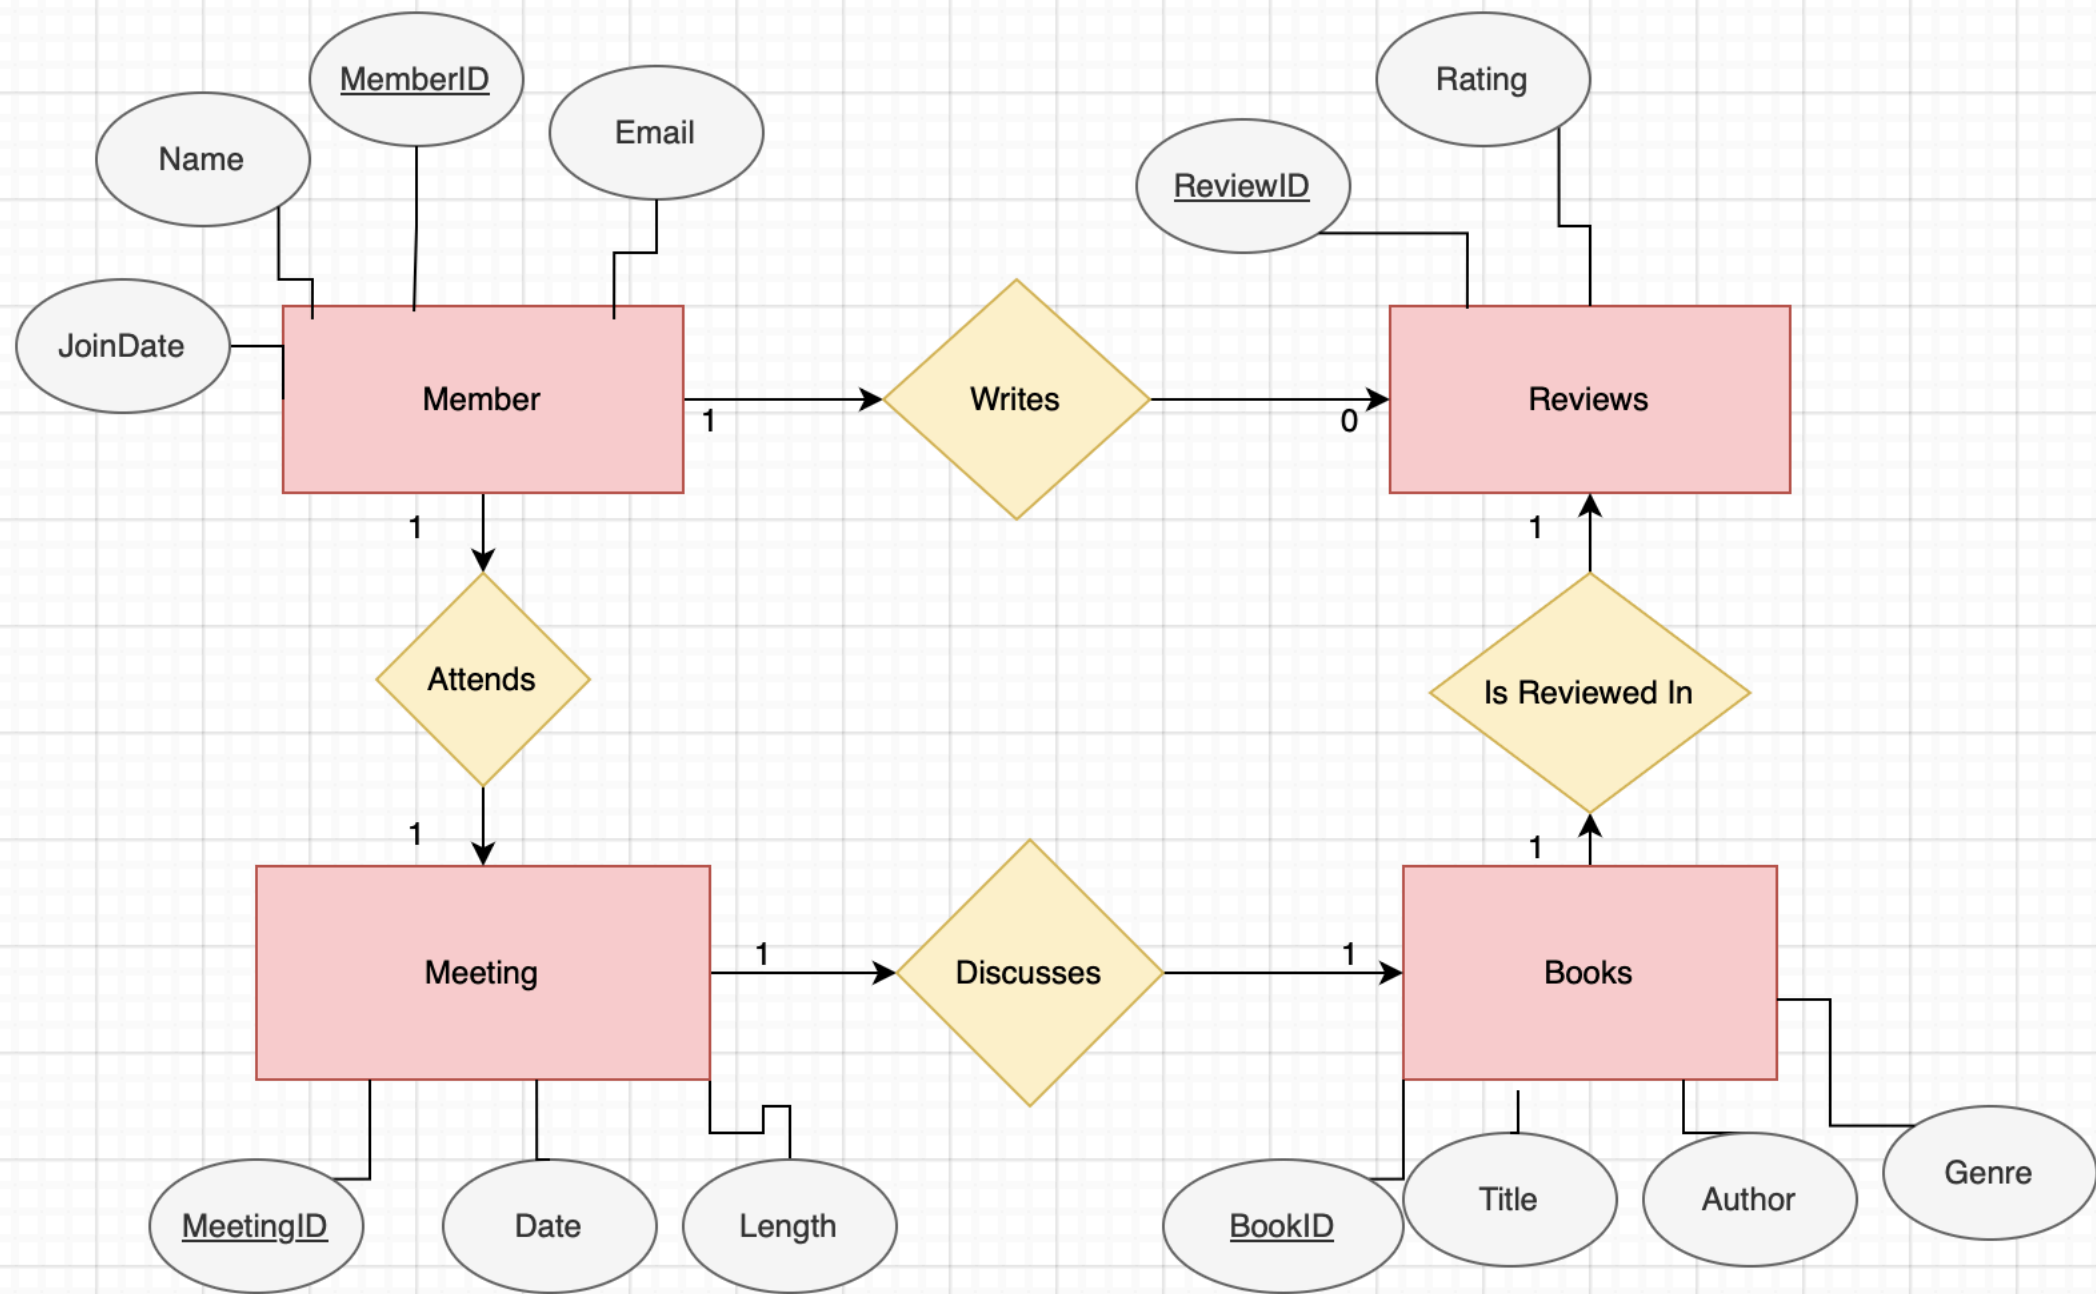 MemberID
Rating
Email
Name
ReviewID
JoinDate
Member
Writes
Reviews
1
0
1
1
Attends
Is Reviewed In
1
1
1
1
Meeting
Discusses
Books
Genre
Title
Author
MeetingID
Date
Length
BookID